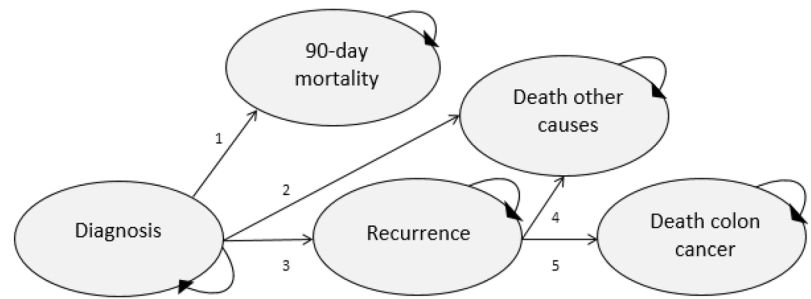 90-day
mortality
Death other
causes
1
2
Diagnosis
Recurrence
4
Death colon
cancer
3
5